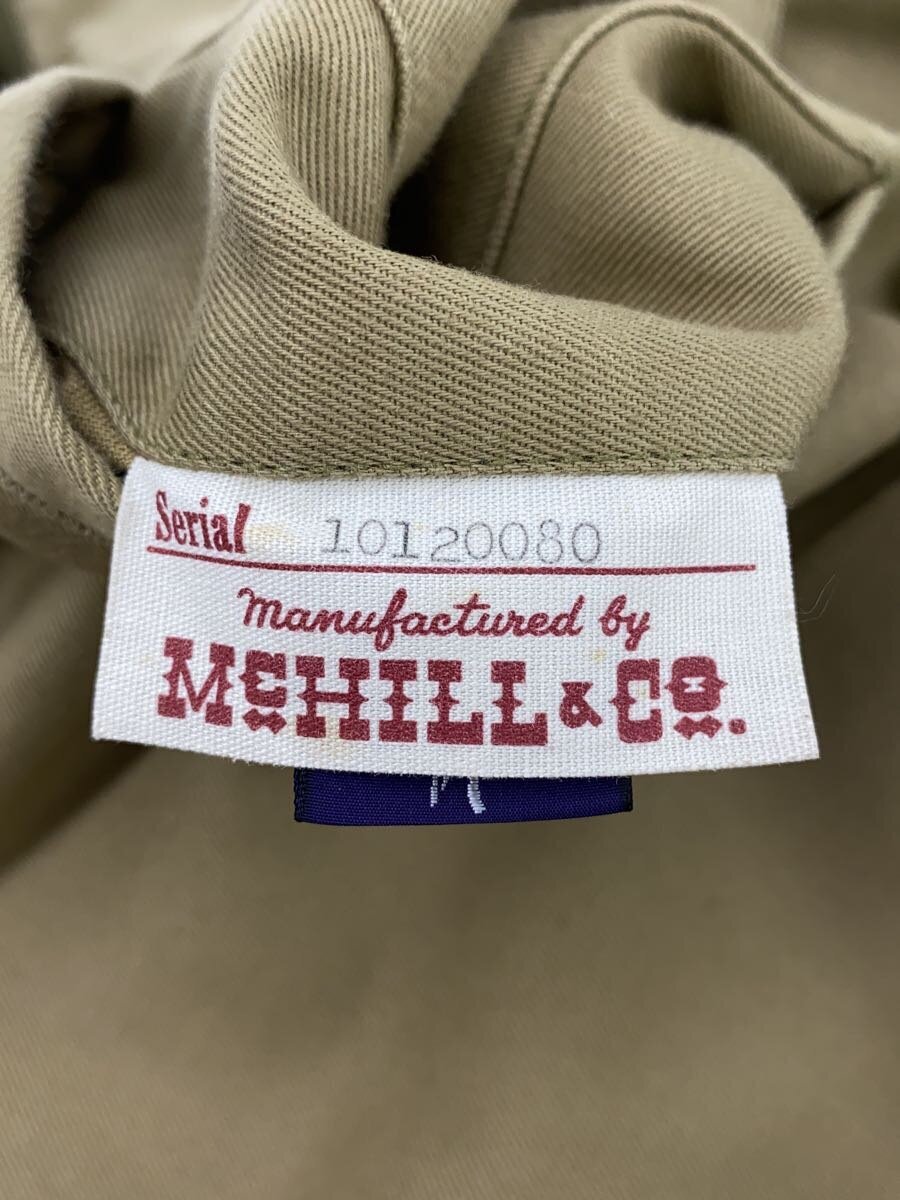 Serial 10120080
manufactured by
McHILL & Co.